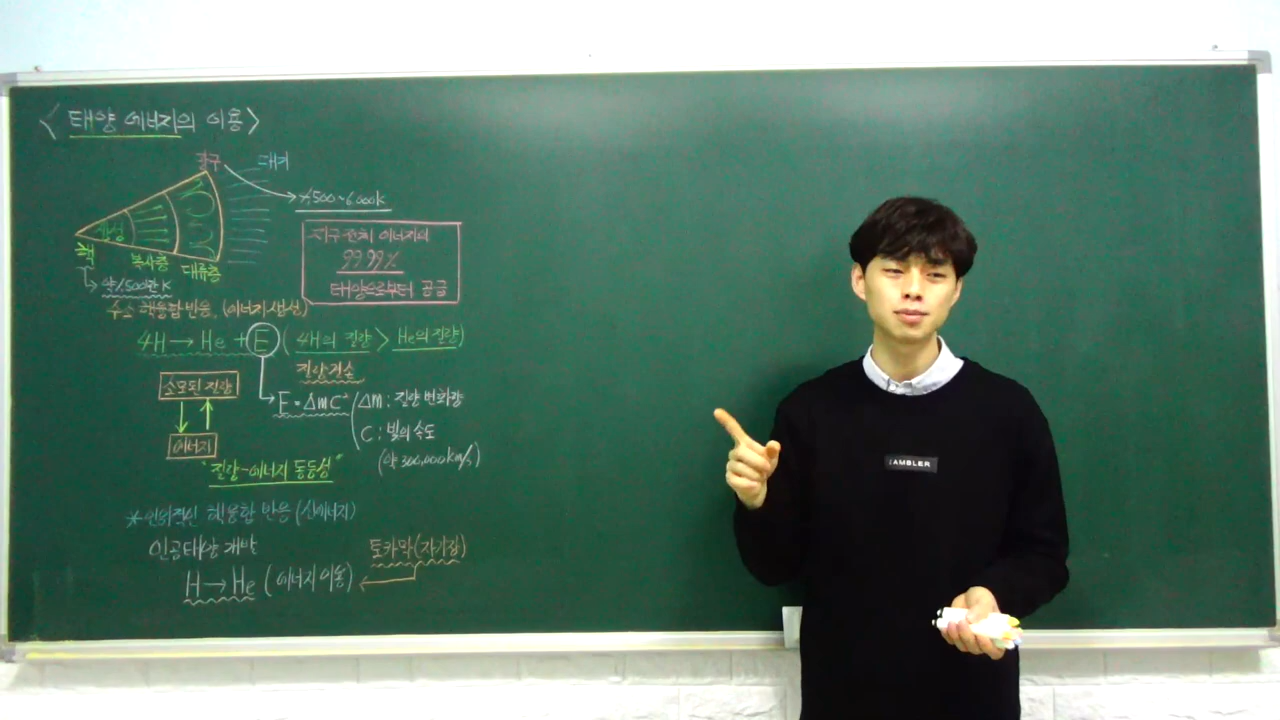 〈 태양 에너지의 이용 〉
광구
대기
4,500~6,000K
생성
핵
복사층
대류층
약 1,500만 K
지구 전체 에너지의
99.99%
태양으로부터 공급
수소 핵융합 반응. (에너지 생성)
4H → He + E ( 4H의 질량 > He의 질량)
질량결손
소모된 질량
에너지
E = Δmc²
ΔM : 질량 변화량
C : 빛의 속도
(약 300,000km/s)
"질량-에너지 동등성"
* 인위적인 핵융합 반응 (신에너지)
인공태양 개발
토카막(자기장)
H → He ( 에너지 이용)
AMBLER